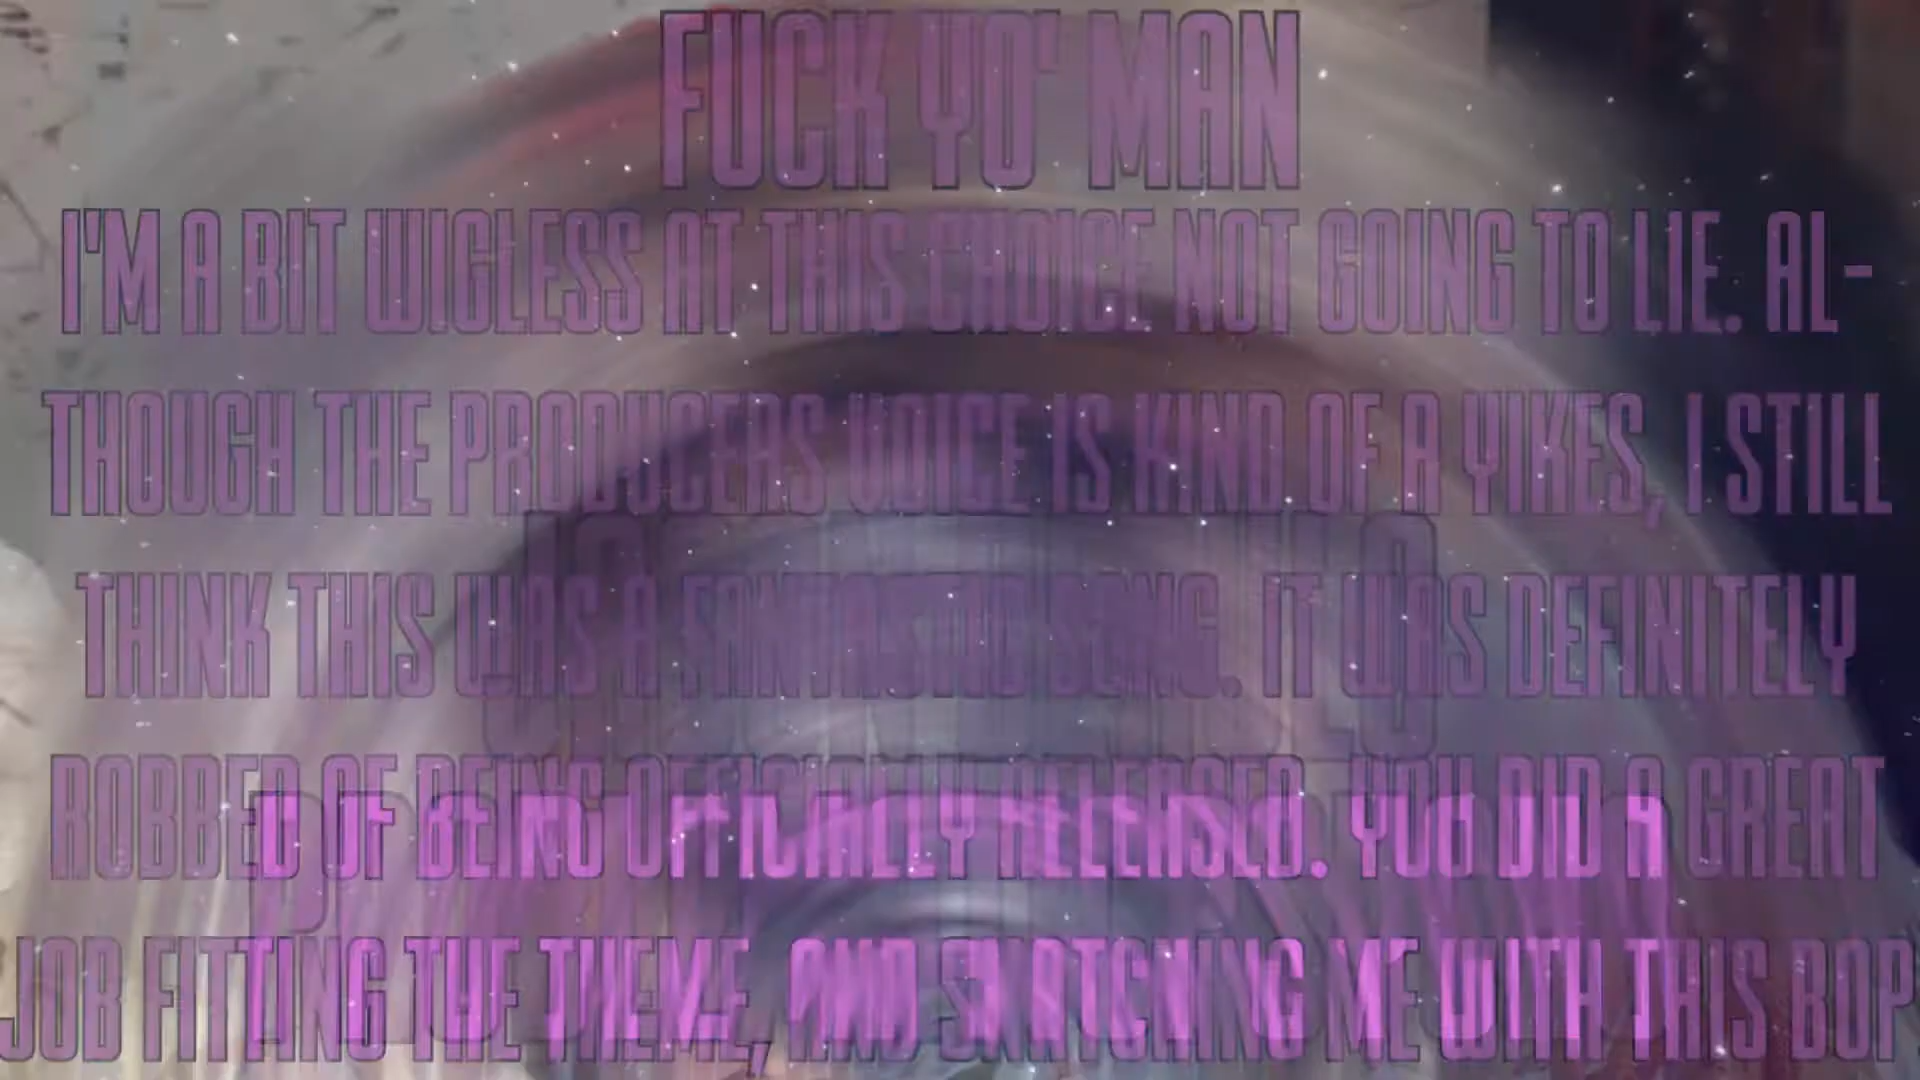 FUCK YO' MAN
I'M A BIT WIGLESS AT THIS CHOICE NOT GOING TO LIE. AL-
THOUGH THE PRODUCERS VOICE IS KIND OF A YIKES, I STILL
THINK THIS WAS A FANTASTIC SONG. IT WAS DEFINITELY
ROBBED OF BEING OFFICIALLY RELEASED. YOU DID A GREAT
JOB FITTING THE THEME, AND SNATCHING ME WITH THIS BOP